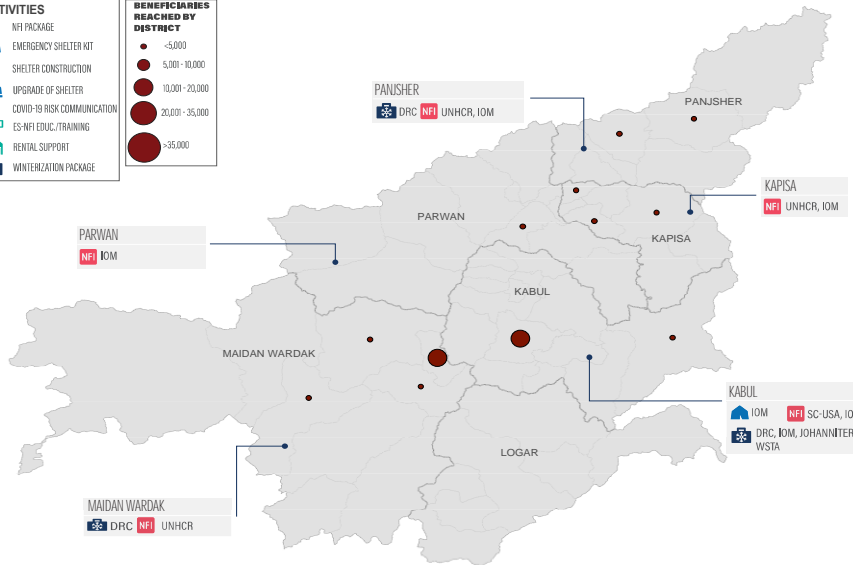 NFI PACKAGE
EMERGENCY SHELTER KIT
SHELTER CONSTRUCTION
UPGRADE OF SHELTER
COVID-19 RISK COMMUNICATION
ES-NFI EDUC./TRAINING
RENTAL SUPPORT
WINTERIZATION PACKAGE
BENEFICIARIES
REACHED BY
DISTRICT
<5,000
5,001 - 10,000
10,001 - 20,000
20,001 - 35,000
>35,000
PANJSHER
DRC NFI UNHCR, IOM
PANJSHER
KAPISA
NFI UNHCR, IOM
PARWAN
KAPISA
PARWAN
NFI IOM
KABUL
MAIDAN WARDAK
KABUL
IOM NFI SC-USA,
DRC, IOM, JOHANNITER
WSTA
LOGAR
MAIDAN WARDAK
DRC NFI UNHCR